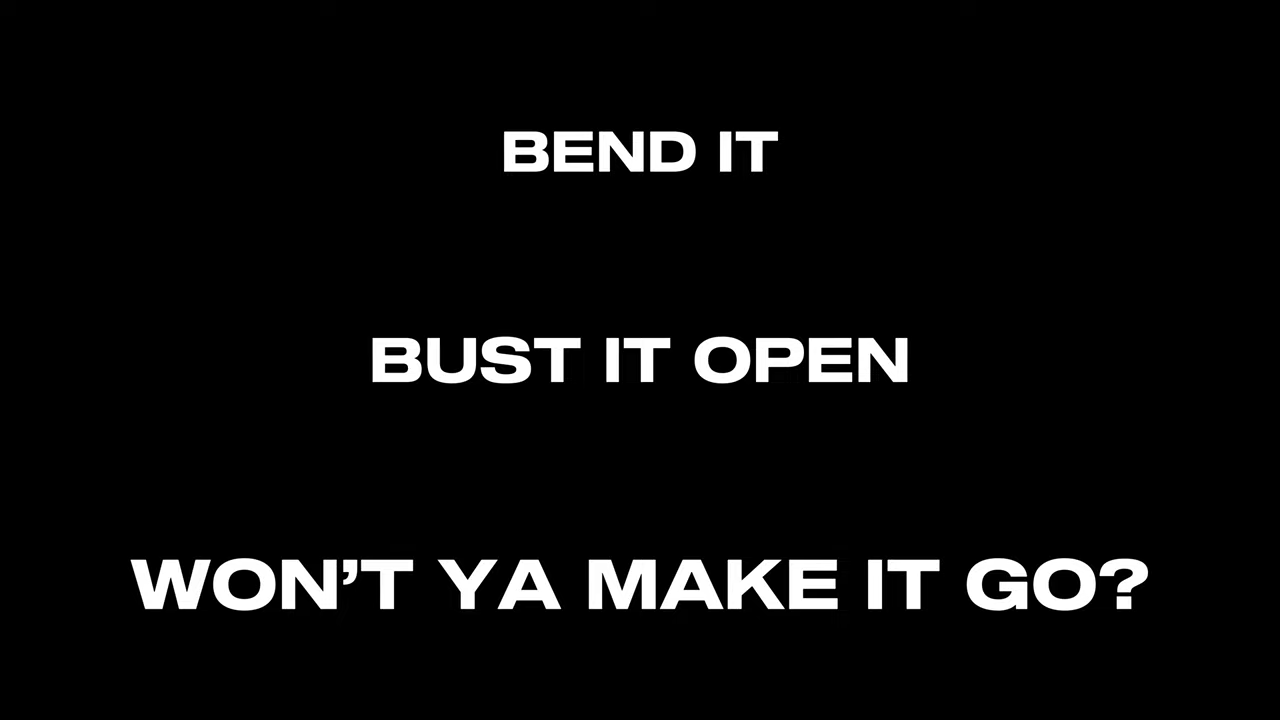 BEND IT
BUST IT OPEN
WON’T YA MAKE IT GO?